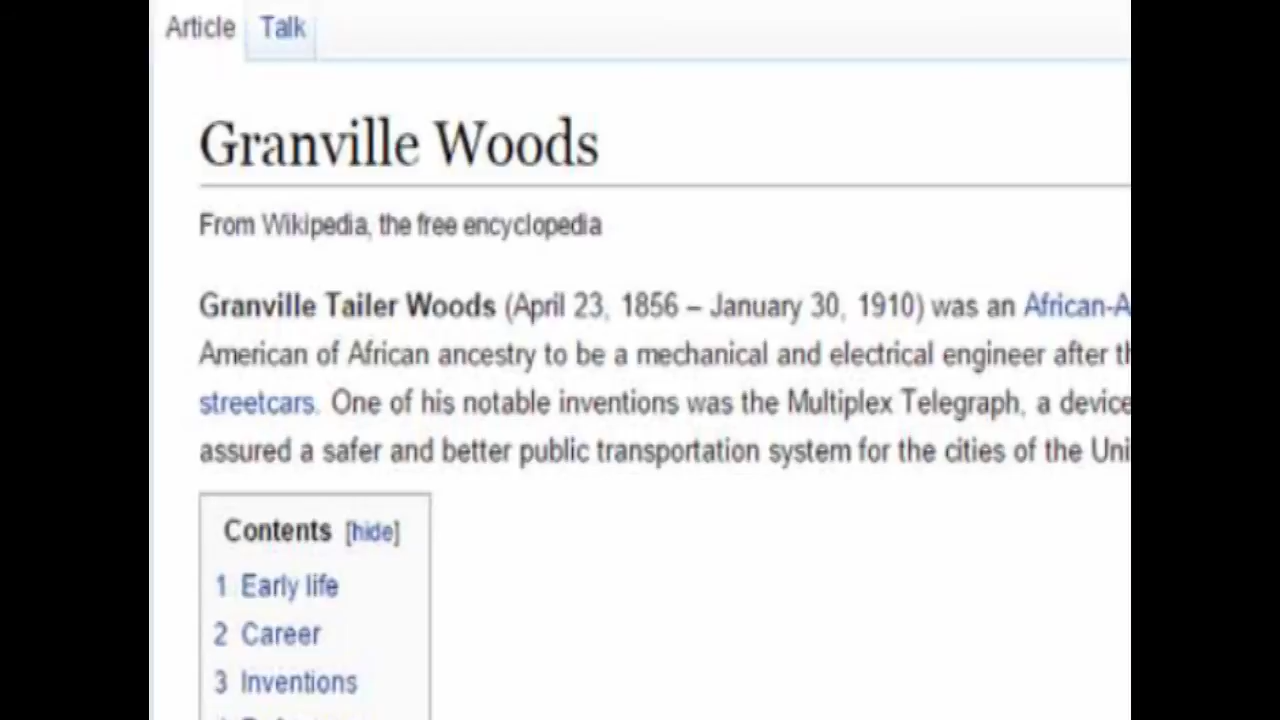 Article Talk
Granville Woods
From Wikipedia, the free encyclopedia
Granville Tailer Woods (April 23, 1856 – January 30, 1910) was an African-A
American of African ancestry to be a mechanical and electrical engineer after th
streetcars. One of his notable inventions was the Multiplex Telegraph, a device
assured a safer and better public transportation system for the cities of the Uni
Contents [hide]
1 Early life
2 Career
3 Inventions